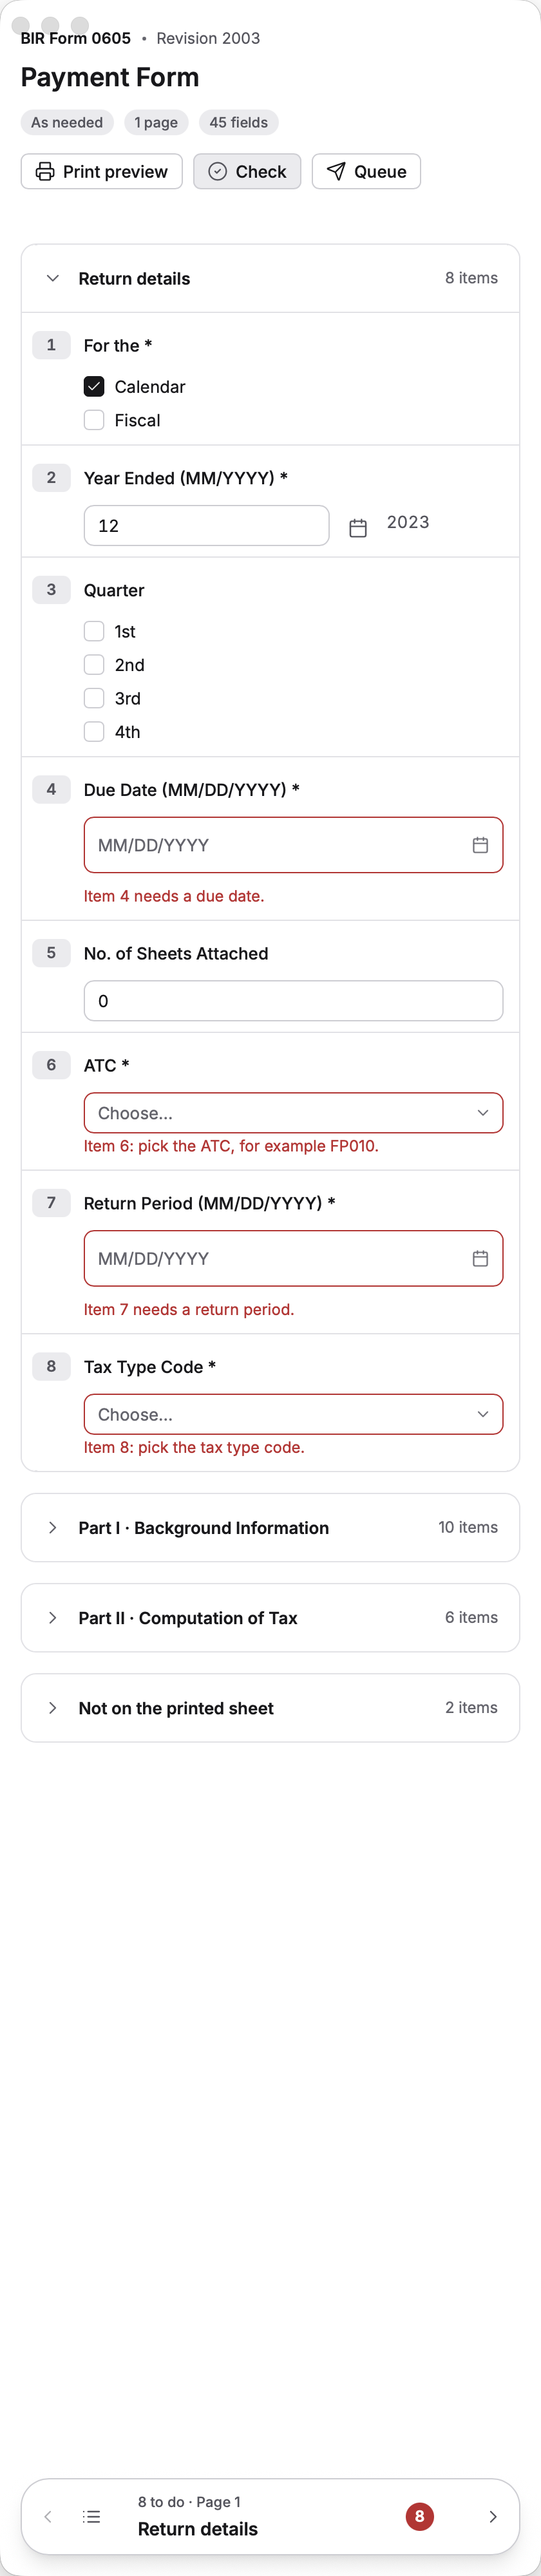 BIR Form 0605 • Revision 2003
Payment Form
As needed 1 page 45 fields
Print preview Check Queue
Return details 8 items
1 For the *
Calendar
Fiscal
2 Year Ended (MM/YYYY) *
12 2023
3 Quarter
1st
2nd
3rd
4th
4 Due Date (MM/DD/YYYY) *
MM/DD/YYYY
Item 4 needs a due date.
5 No. of Sheets Attached
0
6 ATC *
Choose...
Item 6: pick the ATC, for example FP010.
7 Return Period (MM/DD/YYYY) *
MM/DD/YYYY
Item 7 needs a return period.
8 Tax Type Code *
Choose...
Item 8: pick the tax type code.
Part I · Background Information 10 items
Part II · Computation of Tax 6 items
Not on the printed sheet 2 items
8 to do · Page 1
Return details 8